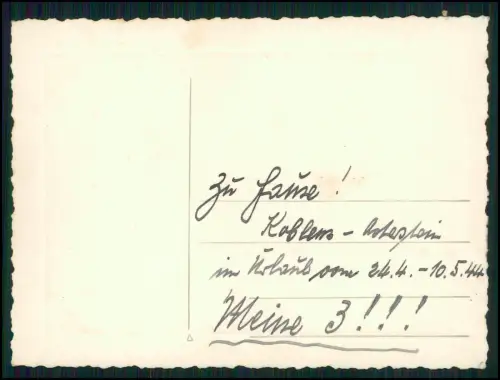 Zu Hause!
Koblenz - Asterstein
im Urlaub vom 24.4. - 10.5.44
Meine 3!!!